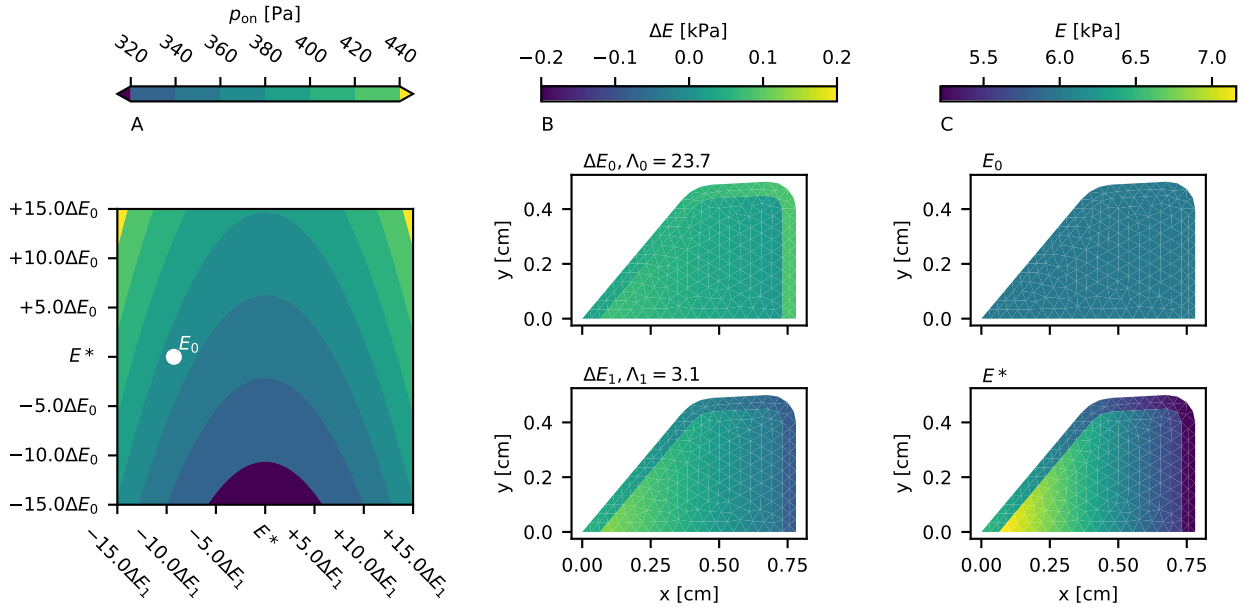 p_on [Pa]
320 340 360 380 400 420 440
A
+15.0ΔE₀
+10.0ΔE₀
+5.0ΔE₀
E*
−5.0ΔE₀
−10.0ΔE₀
−15.0ΔE₀
E₀
−15.0ΔE₁ −10.0ΔE₁ −5.0ΔE₁ E* +5.0ΔE₁ +10.0ΔE₁ +15.0ΔE₁
ΔE [kPa]
−0.2 −0.1 0.0 0.1 0.2
B
ΔE₀, Λ₀ = 23.7
y [cm]
0.4
0.2
0.0
ΔE₁, Λ₁ = 3.1
y [cm]
0.4
0.2
0.0
0.00 0.25 0.50 0.75
x [cm]
E [kPa]
5.5 6.0 6.5 7.0
C
E₀
y [cm]
0.4
0.2
0.0
E*
y [cm]
0.4
0.2
0.0
0.00 0.25 0.50 0.75
x [cm]